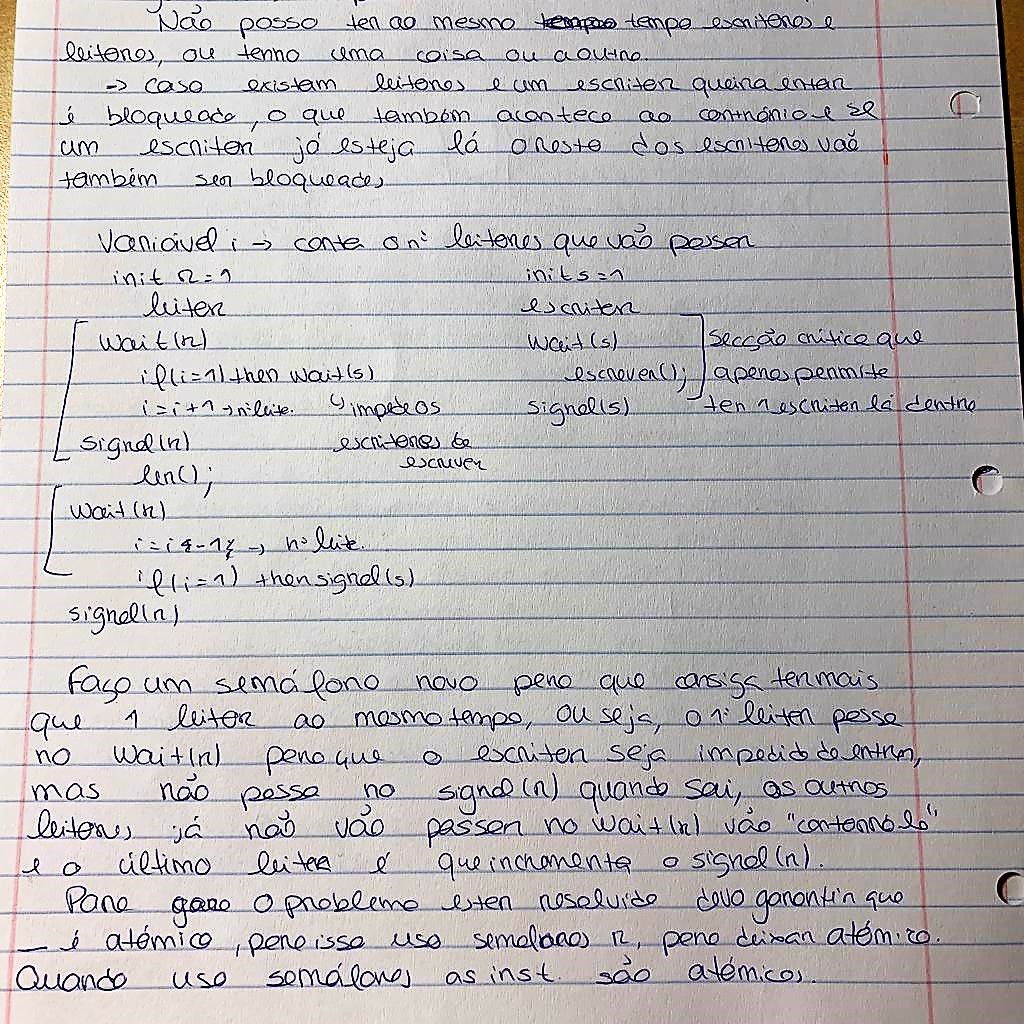 Não posso ter ao mesmo tempo escritores e
leitores, ou tenho uma coisa ou a outra.
-> caso existam leitores e um escritor queira entrar
é bloqueado, o que também acontece ao contrário e se
um escritor já esteja lá o resto dos escritores vão
também ser bloqueados
Variável i -> conta o nº leitores que vão passar
init r=1 init s=1
leitor escritor
wait(r) wait(s) Secção crítica que
if(i=1) then wait(s) escrever(); apenas permite
i=i+1 -> nº leite. ↳ impede os signal(s) ter 1 escritor lá dentro
signal(r) escritores de
ler(); escrever
wait(r)
i=i-1; -> nº leit.
if(i=1) then signal(s)
signal(r)
Faço um semáforo novo para que consiga ter mais
que 1 leitor ao mesmo tempo, ou seja, o 1º leitor passa
no wait(r) para que o escritor seja impedido de entrar,
mas não passa no signal(r) quando sai, os outros
leitores já não vão passar no wait(r) vão "contorná-lo"
e o último leitor é que incrementa o signal(r).
Para o problema estar resolvido devo garantir que
__ é atómico, para isso uso semáforos r, para deixar atómico.
Quando uso semáforos as inst. são atómicas.